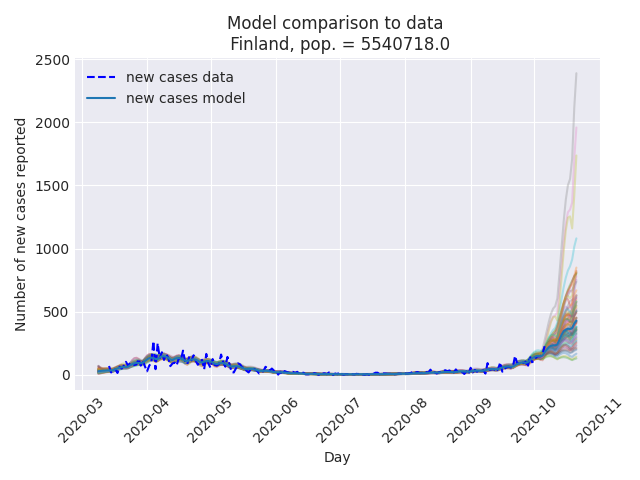 Model comparison to data
Finland, pop. = 5540718.0
new cases data
new cases model
Number of new cases reported
2500
2000
1500
1000
500
0
2020-03
2020-04
2020-05
2020-06
2020-07
2020-08
2020-09
2020-10
2020-11
Day